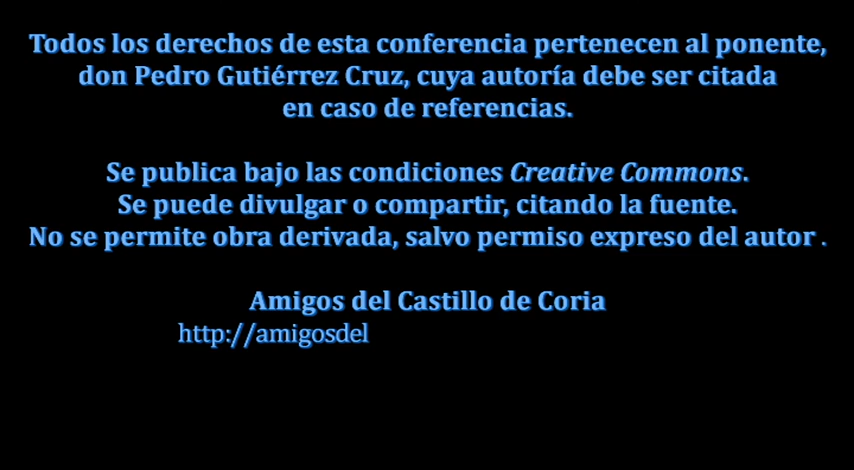 Todos los derechos de esta conferencia pertenecen al ponente,
don Pedro Gutiérrez Cruz, cuya autoría debe ser citada
en caso de referencias.
Se publica bajo las condiciones Creative Commons.
Se puede divulgar o compartir, citando la fuente.
No se permite obra derivada, salvo permiso expreso del autor .
Amigos del Castillo de Coria
http://amigosdel